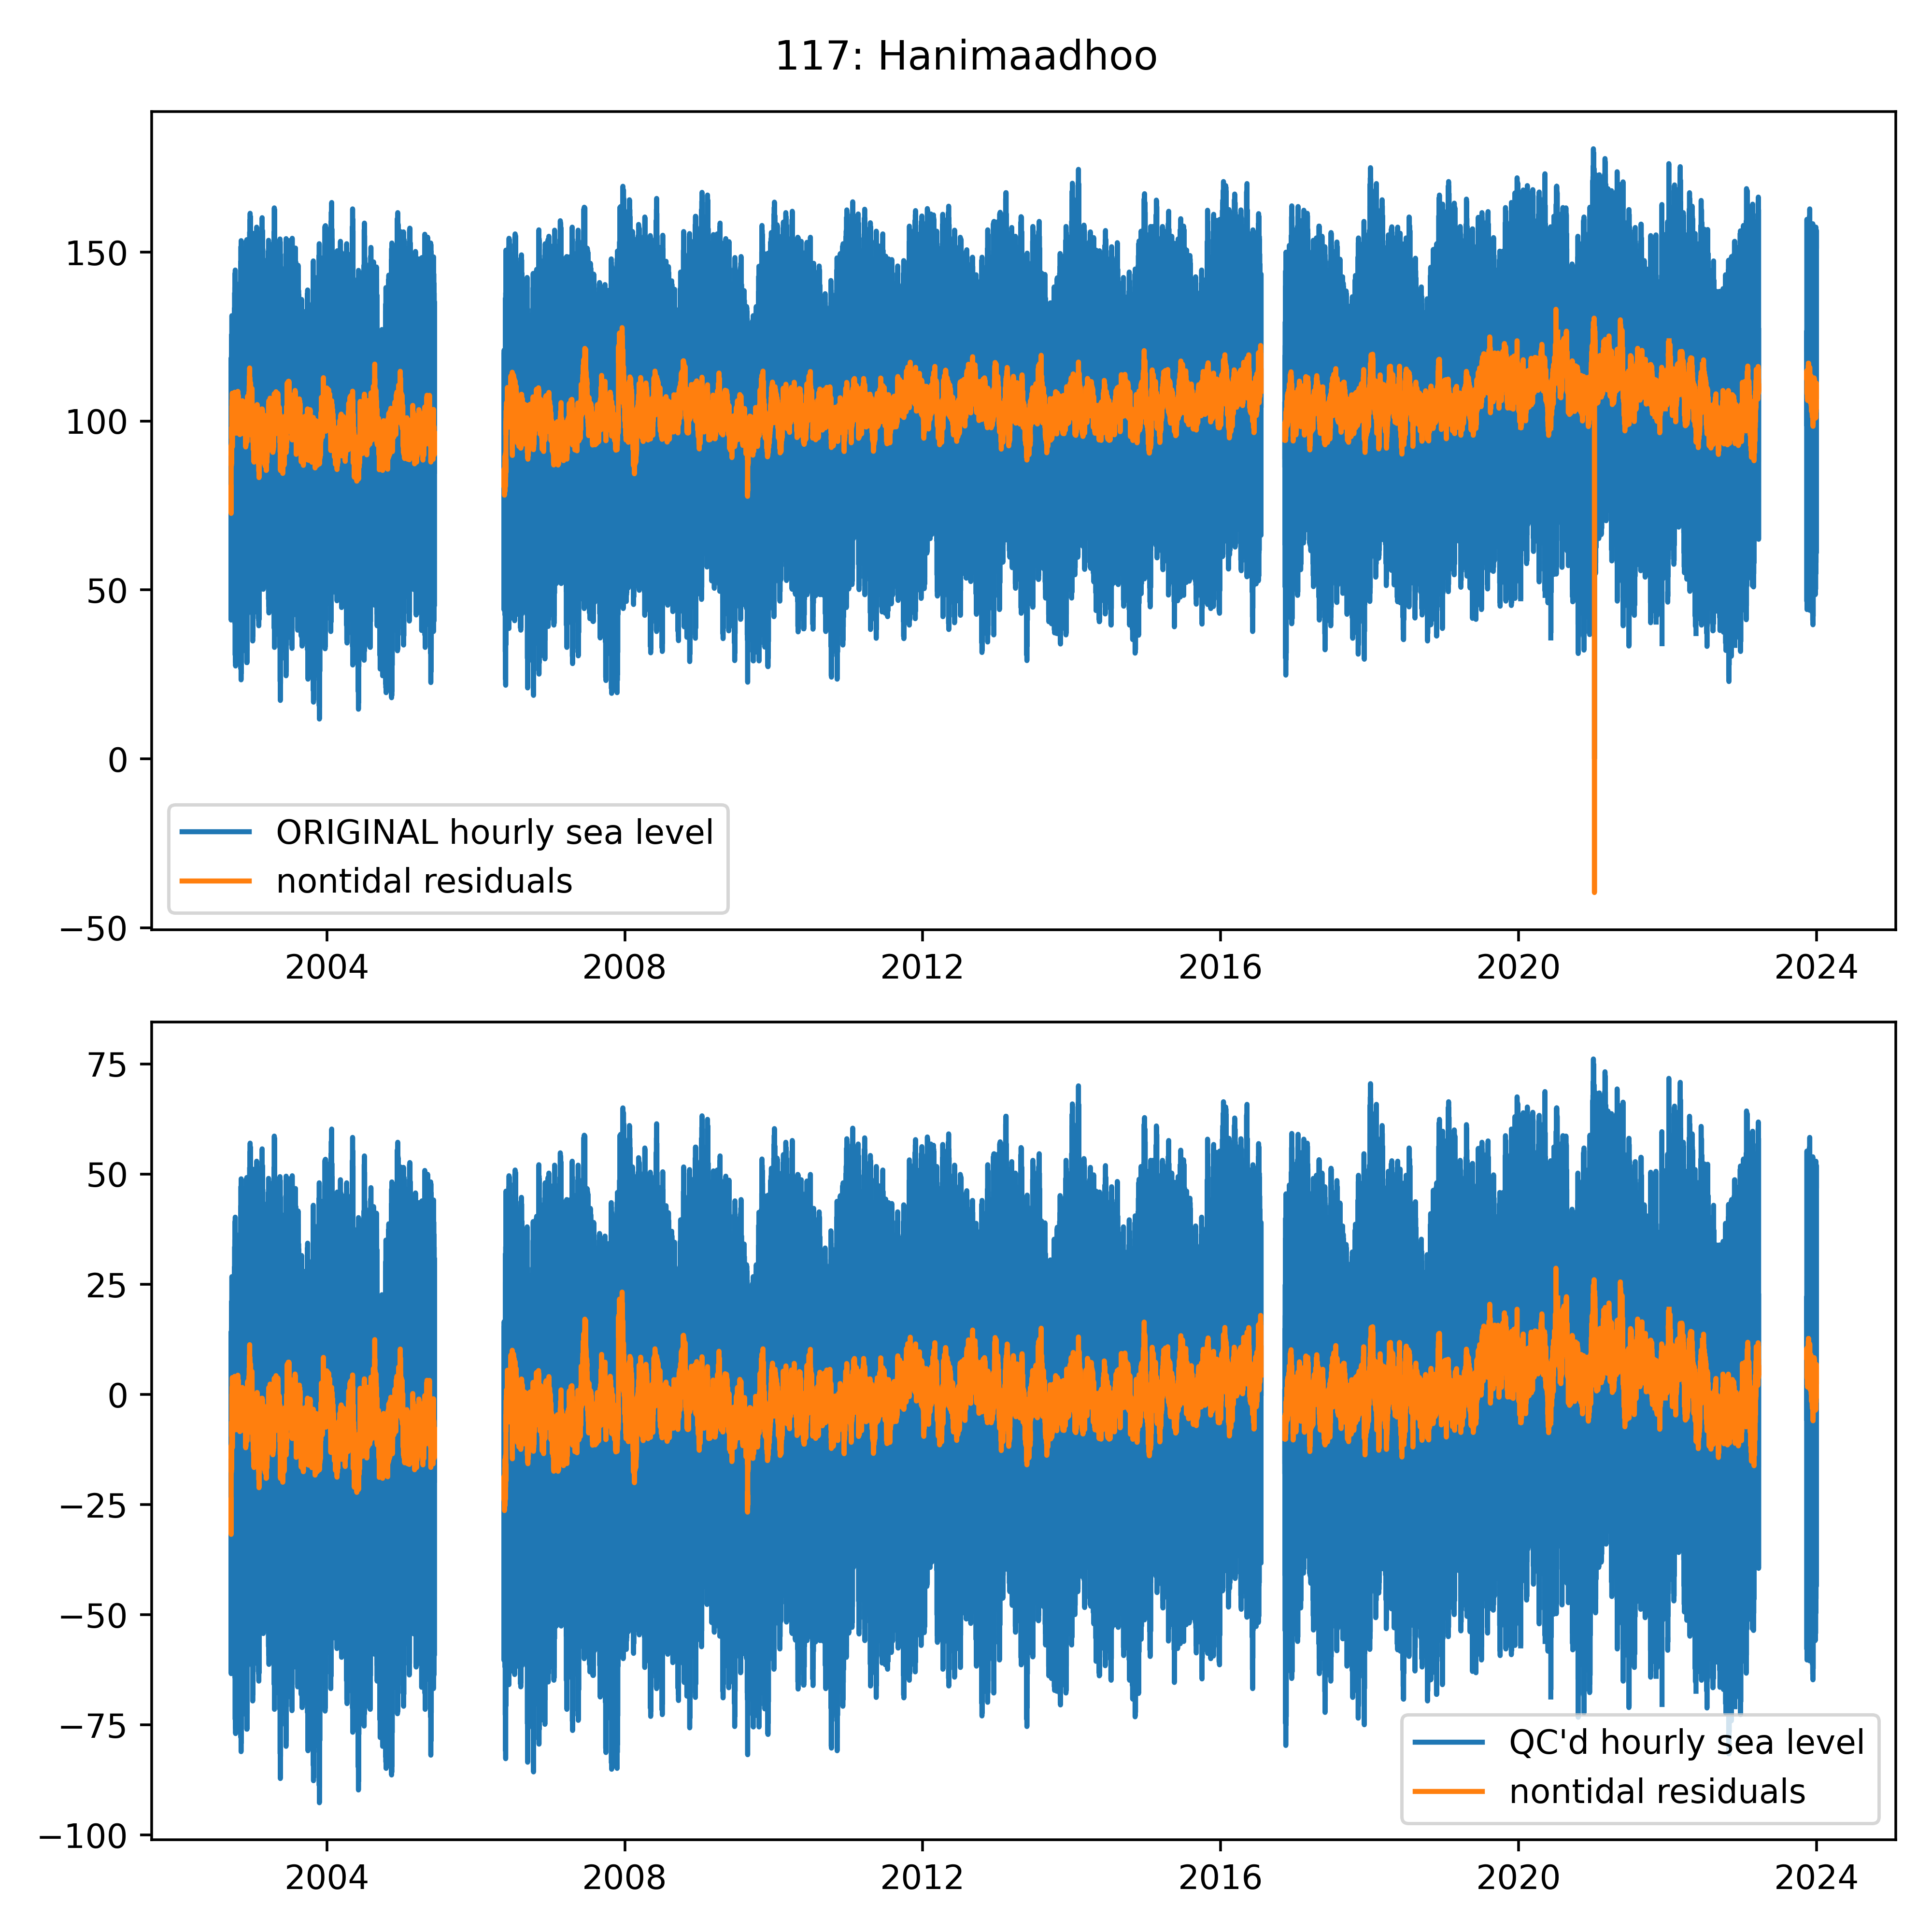 117: Hanimaadhoo
150
100
50
0
−50
ORIGINAL hourly sea level
nontidal residuals
2004 2008 2012 2016 2020 2024
75
50
25
0
−25
−50
−75
−100
QC'd hourly sea level
nontidal residuals
2004 2008 2012 2016 2020 2024